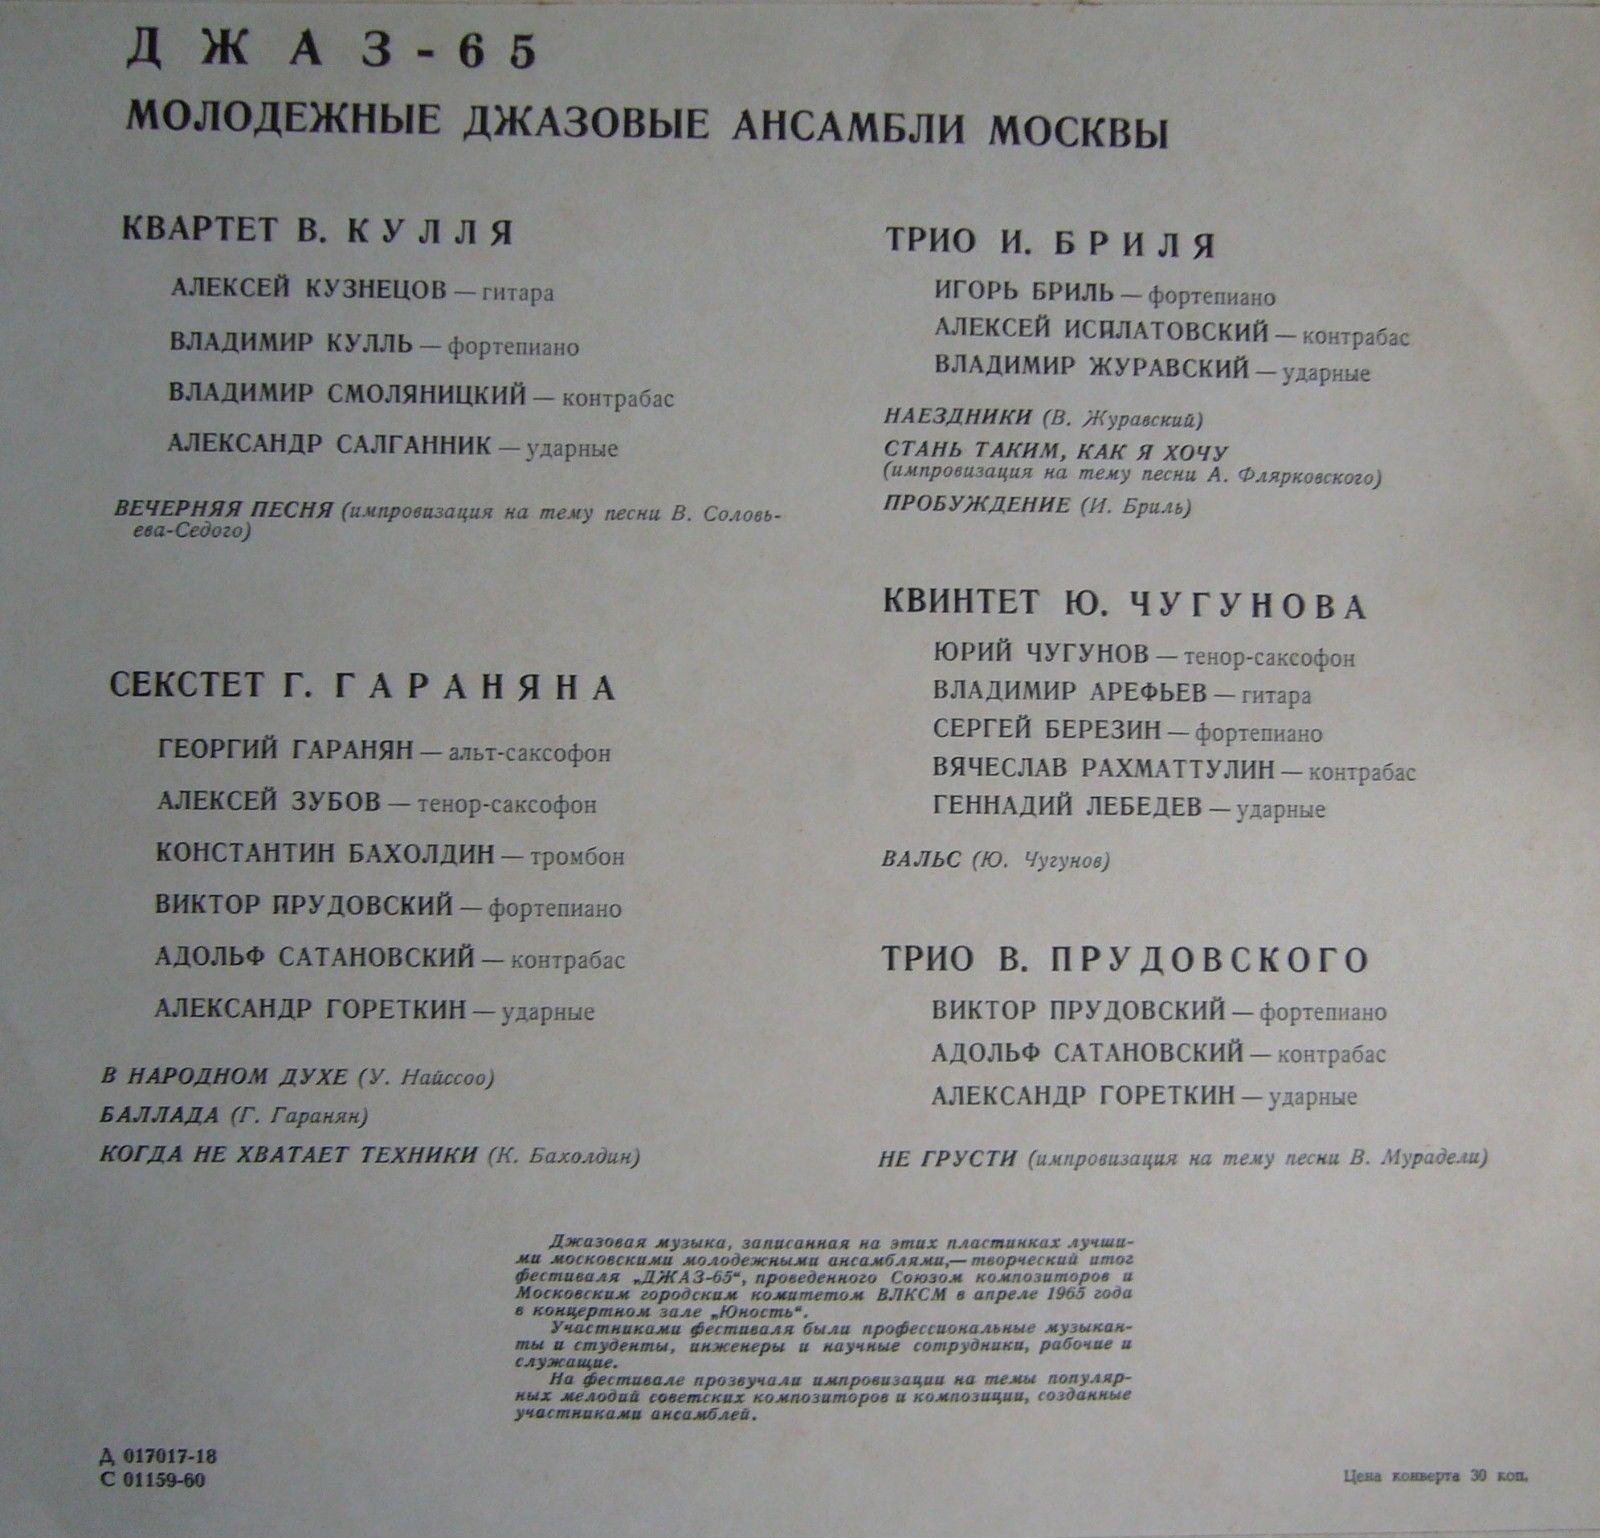 ДЖАЗ-65
МОЛОДЕЖНЫЕ ДЖАЗОВЫЕ АНСАМБЛИ МОСКВЫ
КВАРТЕТ В. КУЛЛЯ
АЛЕКСЕЙ КУЗНЕЦОВ — гитара
ВЛАДИМИР КУЛЛЬ — фортепиано
ВЛАДИМИР СМОЛЯНИЦКИЙ — контрабас
АЛЕКСАНДР САЛГАННИК — ударные
ВЕЧЕРНЯЯ ПЕСНЯ (импровизация на тему песни В. Соловь-
ева-Седого)
СЕКСТЕТ Г. ГАРАНЯНА
ГЕОРГИЙ ГАРАНЯН — альт-саксофон
АЛЕКСЕЙ ЗУБОВ — тенор-саксофон
КОНСТАНТИН БАХОЛДИН — тромбон
ВИКТОР ПРУДОВСКИЙ — фортепиано
АДОЛЬФ САТАНОВСКИЙ — контрабас
АЛЕКСАНДР ГОРЕТКИН — ударные
В НАРОДНОМ ДУХЕ (У. Найссоо)
БАЛЛАДА (Г. Гаранян)
КОГДА НЕ ХВАТАЕТ ТЕХНИКИ (К. Бахолдин)
ТРИО И. БРИЛЯ
ИГОРЬ БРИЛЬ — фортепиано
АЛЕКСЕЙ ИСПЛАТОВСКИЙ — контрабас
ВЛАДИМИР ЖУРАВСКИЙ — ударные
НАЕЗДНИКИ (В. Журавский)
СТАНЬ ТАКИМ, КАК Я ХОЧУ
(импровизация на тему песни А. Флярковского)
ПРОБУЖДЕНИЕ (И. Бриль)
КВИНТЕТ Ю. ЧУГУНОВА
ЮРИЙ ЧУГУНОВ — тенор-саксофон
ВЛАДИМИР АРЕФЬЕВ — гитара
СЕРГЕЙ БЕРЕЗИН — фортепиано
ВЯЧЕСЛАВ РАХМАТТУЛИН — контрабас
ГЕННАДИЙ ЛЕБЕДЕВ — ударные
ВАЛЬС (Ю. Чугунов)
ТРИО В. ПРУДОВСКОГО
ВИКТОР ПРУДОВСКИЙ — фортепиано
АДОЛЬФ САТАНОВСКИЙ — контрабас
АЛЕКСАНДР ГОРЕТКИН — ударные
НЕ ГРУСТИ (импровизация на тему песни В. Мурадели)
Джазовая музыка, записанная на этих пластинках лучши-
ми московскими молодежными ансамблями,— творческий итог
фестиваля „ДЖАЗ-65“, проведенного Союзом композиторов и
Московским городским комитетом ВЛКСМ в апреле 1965 года
в концертном зале „Юность“.
Участниками фестиваля были профессиональные музыкан-
ты и студенты, инженеры и научные сотрудники, рабочие и
служащие.
На фестивале прозвучали импровизации на темы популяр-
ных мелодий советских композиторов и композиции, созданные
участниками ансамблей.
Д 017017-18
С 01159-60
Цена конверта 30 коп.